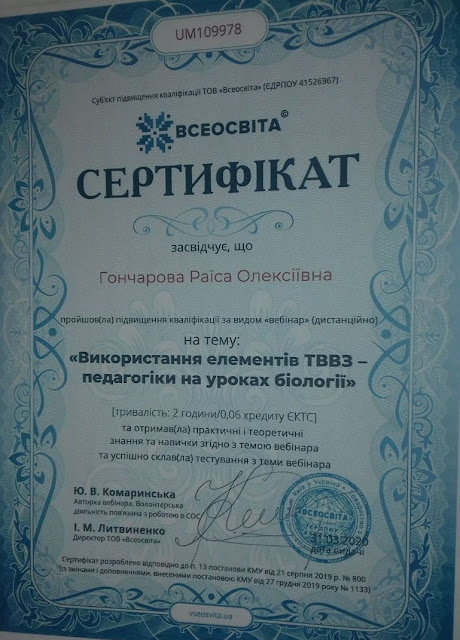 UM109978
Суб'єкт підвищення кваліфікації ТОВ «Всеосвіта» (ЄДРПОУ 41526967)
ВСЕОСВІТА©
СЕРТИФІКАТ
засвідчує, що
Гончарова Раїса Олексіївна
пройшов(ла) підвищення кваліфікації за видом «вебінар» (дистанційно)
на тему:
«Використання елементів ТВВЗ –
педагогіки на уроках біології»
[тривалість: 2 години/0,06 кредиту ЄКТС]
та отримав(ла) практичні і теоретичні
знання та навички згідно з темою вебінара
та успішно склав(ла) тестування з теми вебінара
Ю. В. Комаринська
Авторка вебінара, Волонтерська
діяльність пов'язана з роботою в СОС
І. М. Литвиненко
Директор ТОВ «Всеосвіта»
ВСЕОСВІТА
31.03.2020
дата видачі
Сертифікат розроблено відповідно до п. 13 постанови КМУ від 21 серпня 2019 р. № 800
(із змінами і доповненнями, внесеними постановою КМУ від 27 грудня 2019 року № 1133)
vseosvita.ua